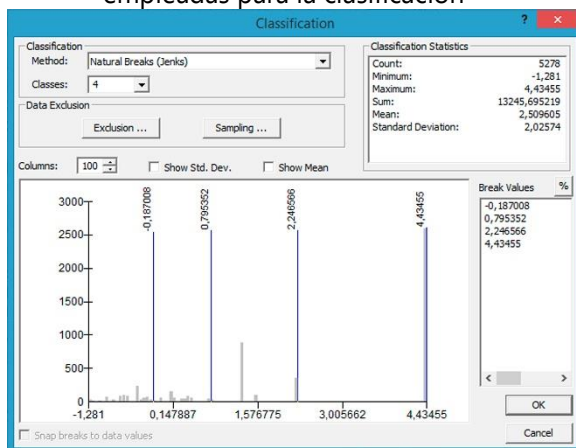 empleadas para la clasificación
Classification
? ×
Classification
Method: Natural Breaks (Jenks)
Classes: 4
Data Exclusion
Exclusion ... Sampling ...
Classification Statistics
Count: 5278
Minimum: -1,281
Maximum: 4,43455
Sum: 13245,695219
Mean: 2,509605
Standard Deviation: 2,02574
Columns: 100 Show Std. Dev. Show Mean
Break Values %
-0,187008
0,795352
2,246566
4,43455
-0,187008 0,795352 2,246566 4,43455
3000
2500
2000
1500
1000
500
0
-1,281 0,147887 1,576775 3,005662 4,43455
< >
OK
Cancel
Snap breaks to data values